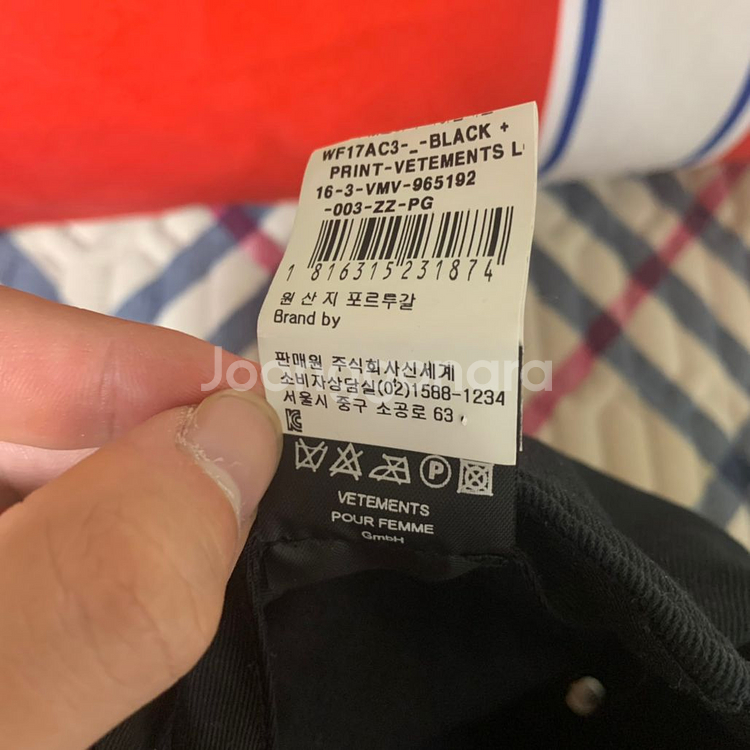 WF17AC3-_-BLACK +
PRINT-VETEMENTS L
16-3-VMV-965192
-003-ZZ-PG
1 816315 231874
원 산 지 포르투갈
Brand by
판매원 주식회사신세계
소비자상담실(02)1588-1234
서울시 중구 소공로 63
Joongonara
P
VETEMENTS
POUR FEMME
GmbH